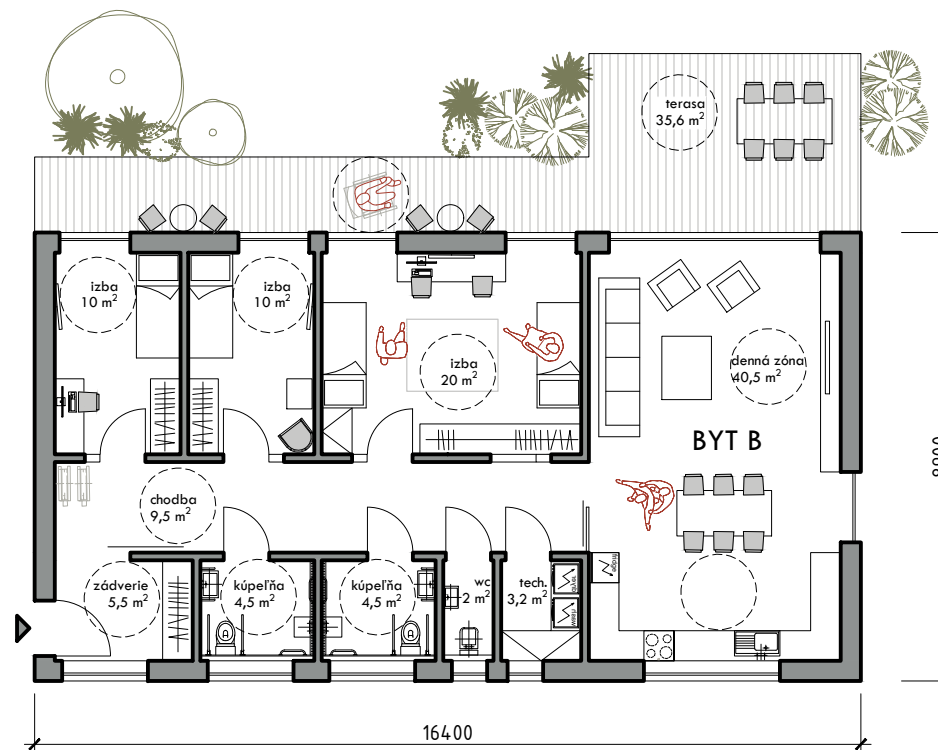 terasa
35,6 m²
izba
10 m²
izba
10 m²
izba
20 m²
denná zóna
40,5 m²
BYT B
chodba
9,5 m²
zádverie
5,5 m²
kúpeľňa
4,5 m²
kúpeľňa
4,5 m²
wc
2 m²
tech.
3,2 m²
fridge
16400